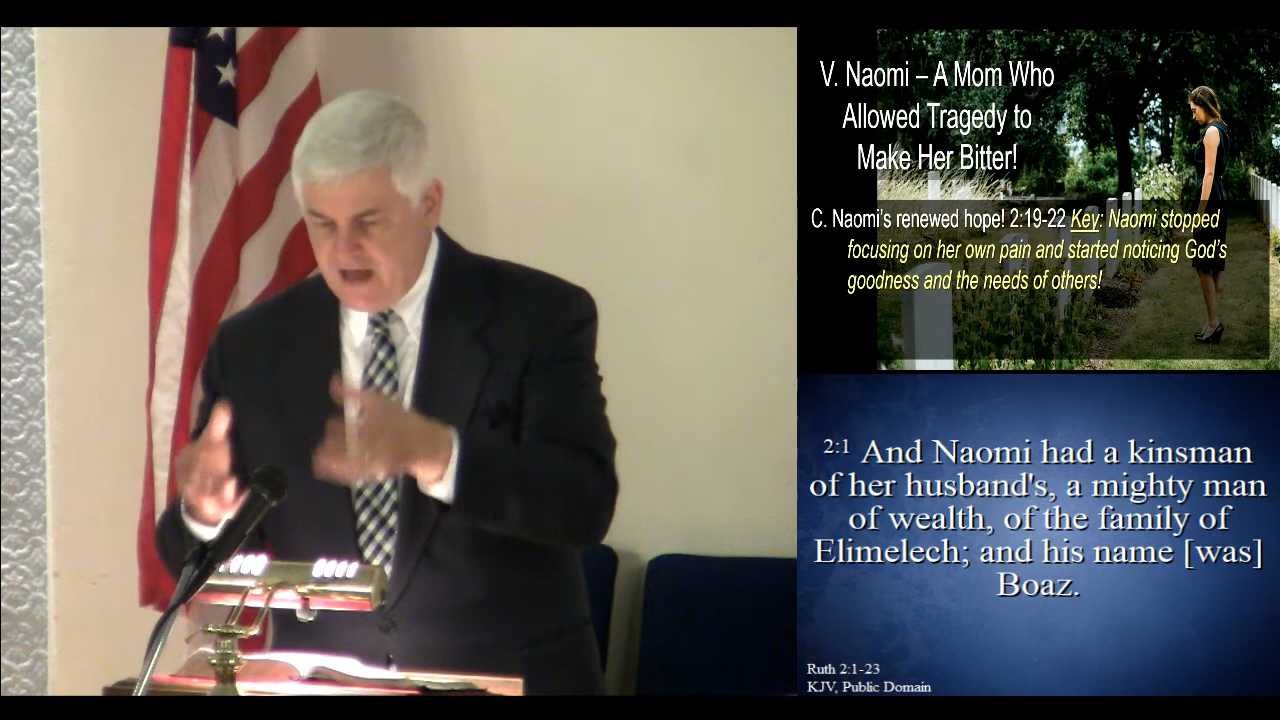 V. Naomi – A Mom Who
Allowed Tragedy to
Make Her Bitter!
C. Naomi's renewed hope! 2:19-22 Key: Naomi stopped
focusing on her own pain and started noticing God's
goodness and the needs of others!
2:1 And Naomi had a kinsman
of her husband's, a mighty man
of wealth, of the family of
Elimelech; and his name [was]
Boaz.
Ruth 2:1-23
KJV, Public Domain